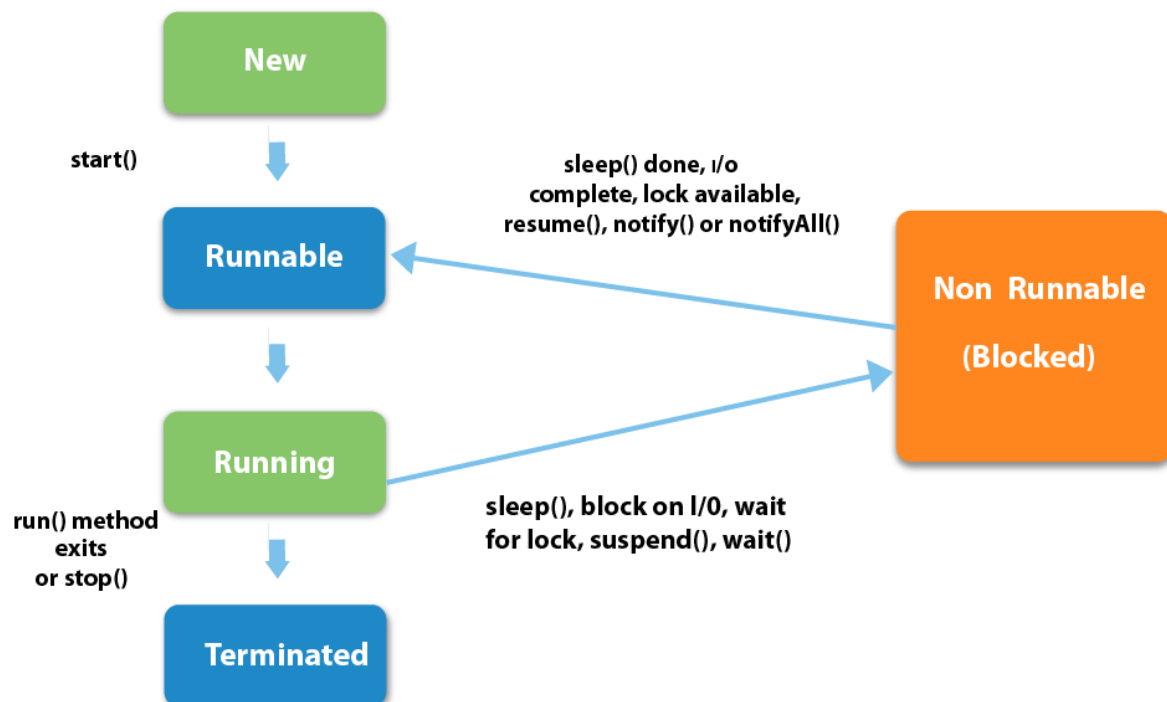 New
start()
sleep() done, I/o
complete, lock available,
resume(), notify() or notifyAll()
Runnable
Non Runnable
(Blocked)
Running
sleep(), block on I/0, wait
for lock, suspend(), wait()
run() method
exits
or stop()
Terminated